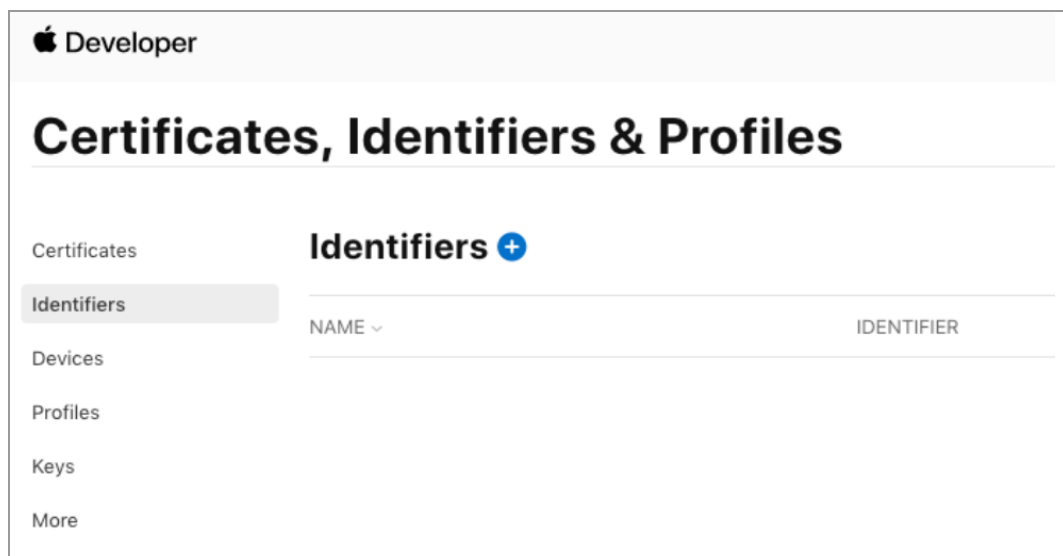 Developer
Certificates, Identifiers & Profiles
Certificates
Identifiers
Devices
Profiles
Keys
More
Identifiers
NAME
IDENTIFIER